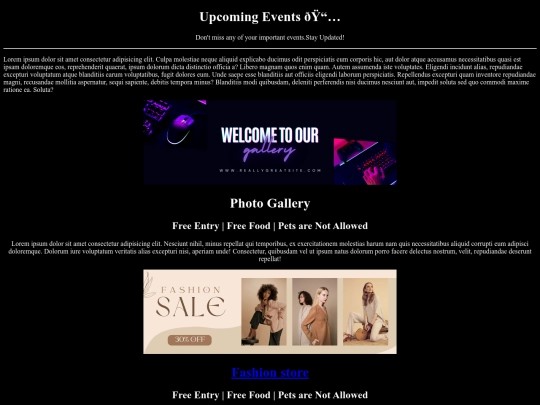 Upcoming Events ðŸ“…
Don't miss any of your important events.Stay Updated!
Lorem ipsum dolor sit amet consectetur adipisicing elit. Culpa molestiae neque aliquid explicabo ducimus odit perspiciatis eum corporis hic, aut dolor atque accusamus necessitatibus quasi est
ipsum doloremque eos, reprehenderit quaerat, ipsum dolorum dicta distinctio officia a? Libero magnam quos enim quam. Autem assumenda iste voluptates. Eligendi incidunt alias, repudiandae
excepturi voluptatum atque blanditiis earum voluptatibus, fugit dolores eum. Unde saepe esse blanditiis aut officiis eligendi laborum perspiciatis. Repellendus excepturi quam inventore repudiandae
magni, recusandae mollitia aspernatur, sequi sapiente, debitis tempora minus? Blanditiis modi quibusdam, deleniti perferendis nisi ducimus nesciunt aut, impedit soluta sed quo commodi maxime
ratione ea. Soluta?
WELCOME TO OUR
gallery
WWW.REALLYGREATSITE.COM
Photo Gallery
Free Entry | Free Food | Pets are Not Allowed
Lorem ipsum dolor sit amet consectetur adipisicing elit. Nesciunt nihil, minus repellat qui temporibus, ex exercitationem molestias harum nam quis necessitatibus aliquid corrupti eum adipisci
doloremque. Dolorum iure voluptatum veritatis alias excepturi nisi, aperiam unde! Consectetur, quibusdam vel ut ipsum natus dolorum porro facere delectus nostrum, velit, repudiandae deserunt
repellat!
FASHION
SALE
30% OFF
Fashion store
Free Entry | Free Food | Pets are Not Allowed